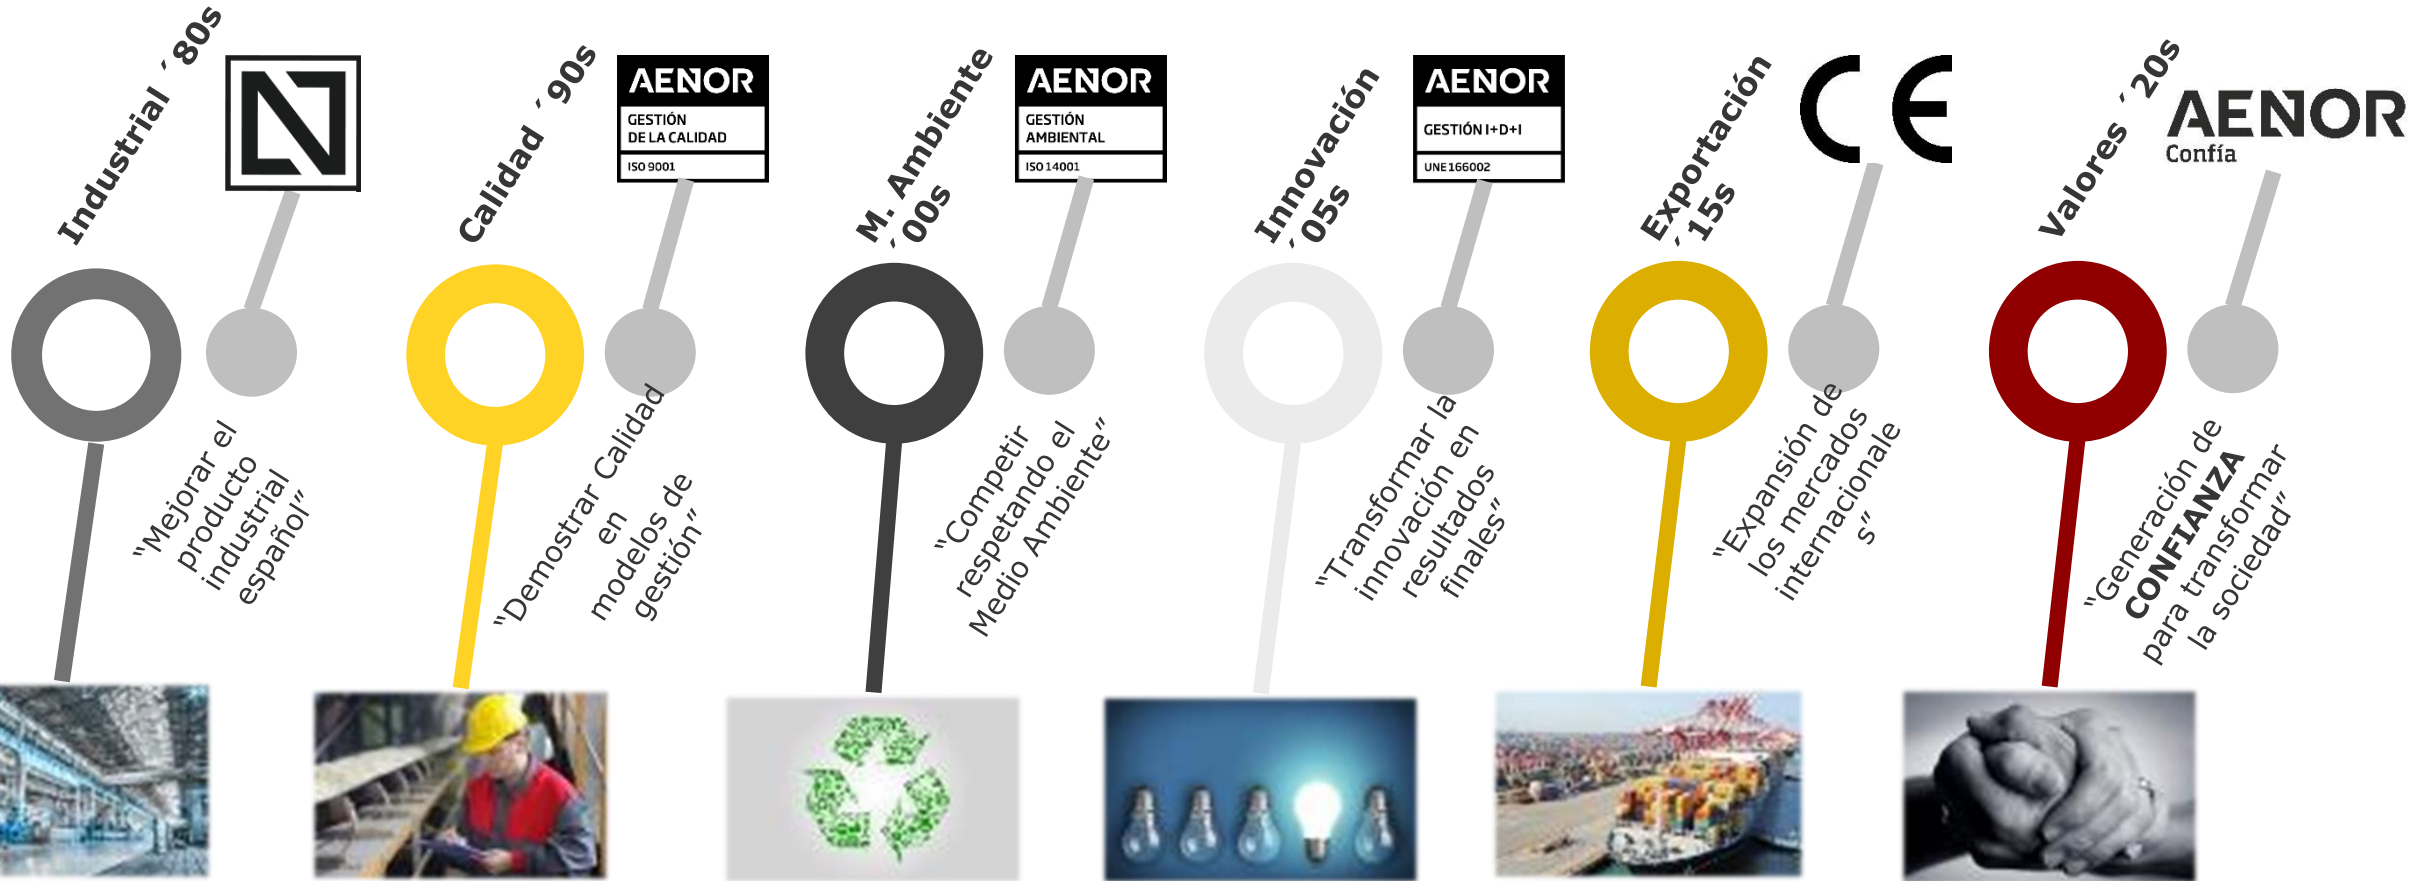 Industrial ´80s
Calidad ´90s
AENOR
GESTIÓN
DE LA CALIDAD
ISO 9001
M. Ambiente
´00s
AENOR
GESTIÓN
AMBIENTAL
ISO 14001
Innovación
´05s
AENOR
GESTIÓN I+D+I
UNE 166002
Exportación
´15s
CE
Valores ´20s
AENOR
Confía
“Mejorar el
producto
industrial
español”
“Demostrar Calidad
en
modelos de
gestión”
“Competir
respetando el
Medio Ambiente”
“Transformar la
innovación en
resultados
finales”
“Expansión de
los mercados
internacionale
s”
“Generación de
CONFIANZA
para transformar
la sociedad”